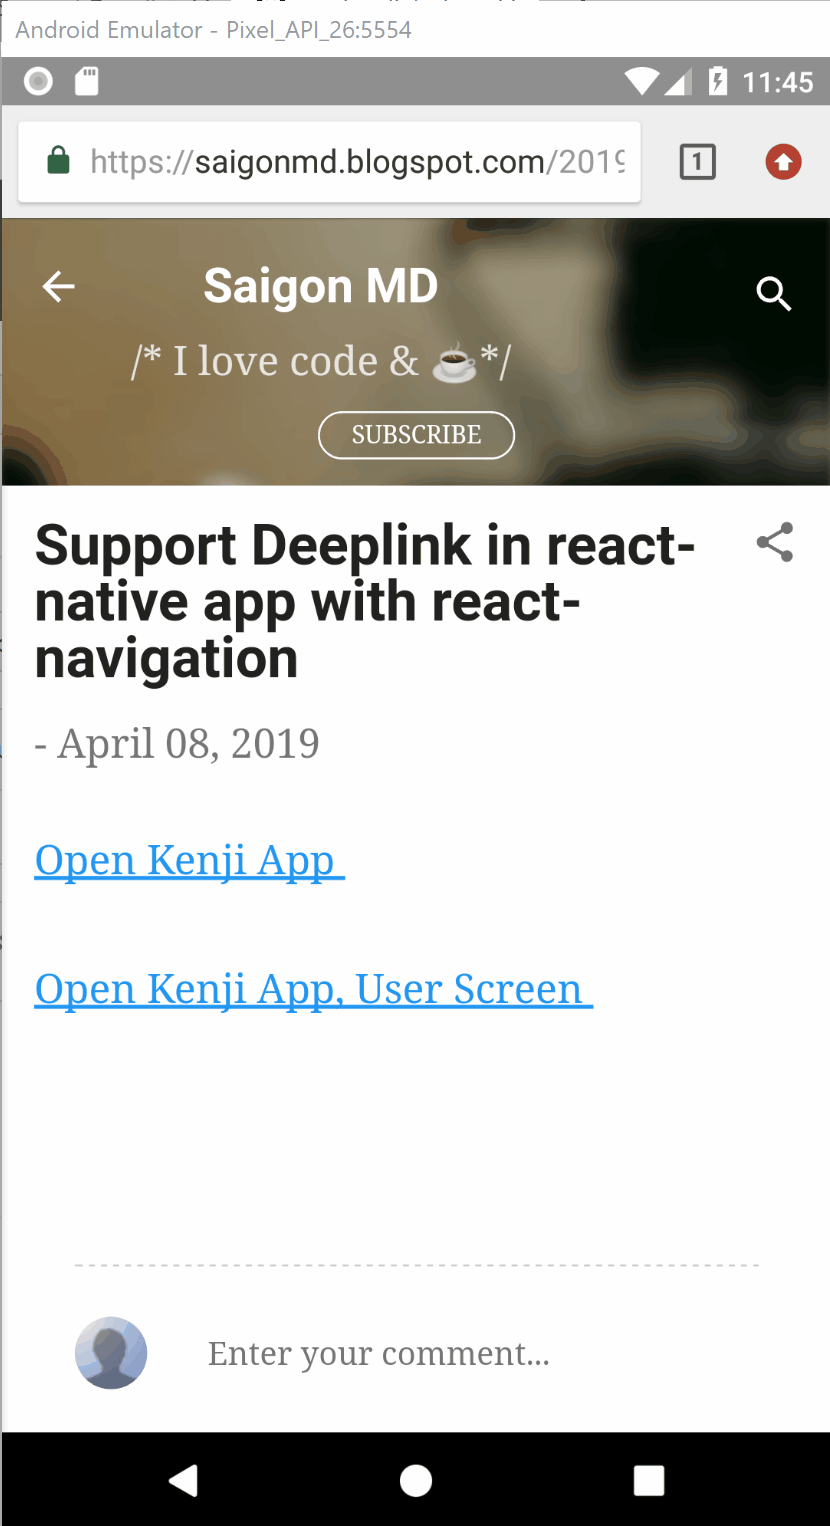 Android Emulator - Pixel_API_26:5554
11:45
https://saigonmd.blogspot.com/2019
1
Saigon MD
/* I love code & ☕*/
SUBSCRIBE
Support Deeplink in react-
native app with react-
navigation
- April 08, 2019
Open Kenji App
Open Kenji App, User Screen
Enter your comment...